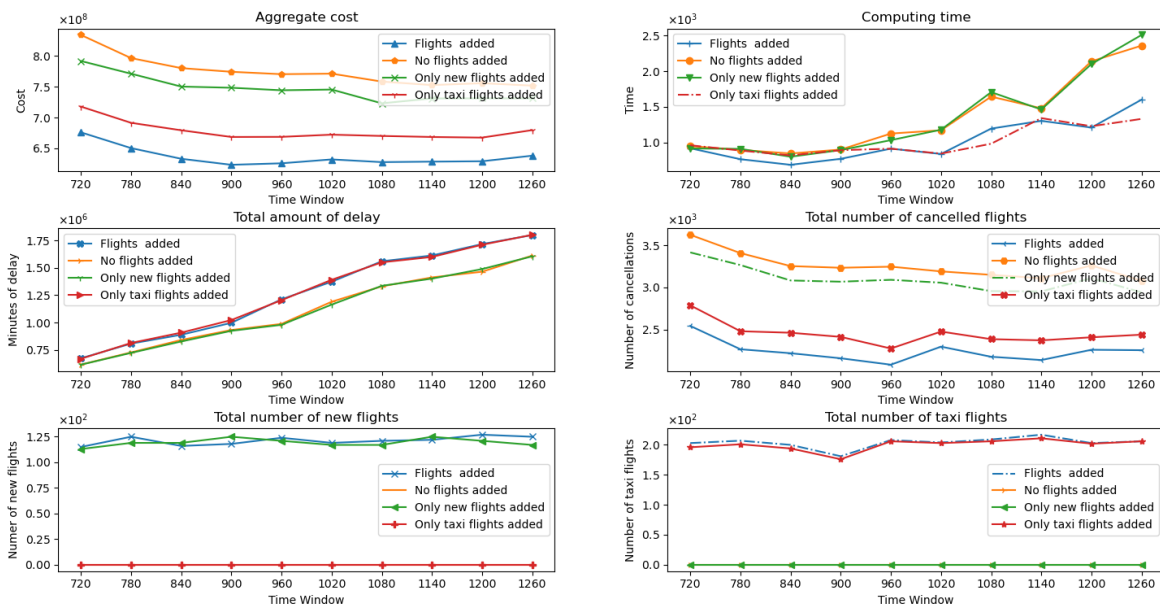 Aggregate cost
×10⁸
8.0
7.5
7.0
6.5
Cost
Flights added
No flights added
Only new flights added
Only taxi flights added
720 780 840 900 960 1020 1080 1140 1200 1260
Time Window
Computing time
×10³
2.5
2.0
1.5
1.0
Time
Flights added
No flights added
Only new flights added
Only taxi flights added
720 780 840 900 960 1020 1080 1140 1200 1260
Time Window
Total amount of delay
×10⁶
1.75
1.50
1.25
1.00
0.75
Minutes of delay
Flights added
No flights added
Only new flights added
Only taxi flights added
720 780 840 900 960 1020 1080 1140 1200 1260
Time Window
Total number of cancelled flights
×10³
3.5
3.0
2.5
Number of cancellations
Flights added
No flights added
Only new flights added
Only taxi flights added
720 780 840 900 960 1020 1080 1140 1200 1260
Time Window
Total number of new flights
×10²
1.25
1.00
0.75
0.50
0.25
0.00
Numer of new flights
Flights added
No flights added
Only new flights added
Only taxi flights added
720 780 840 900 960 1020 1080 1140 1200 1260
Time Window
Total number of taxi flights
×10²
2.0
1.5
1.0
0.5
0.0
Number of taxi flights
Flights added
No flights added
Only new flights added
Only taxi flights added
720 780 840 900 960 1020 1080 1140 1200 1260
Time Window